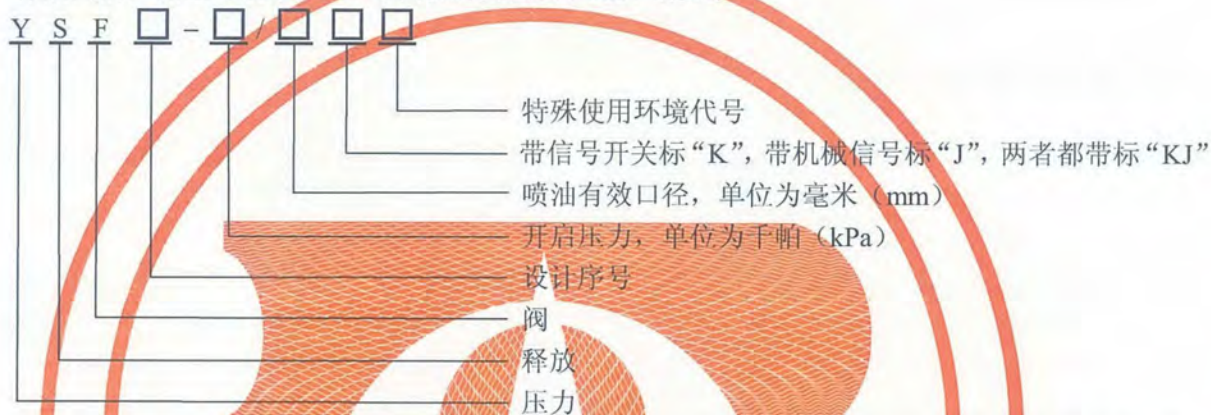 Y S F □ - □ / □ □ □
特殊使用环境代号
带信号开关标“K”，带机械信号标“J”，两者都带标“KJ”
喷油有效口径，单位为毫米（mm）
开启压力，单位为千帕（kPa）
设计序号
阀
释放
压力